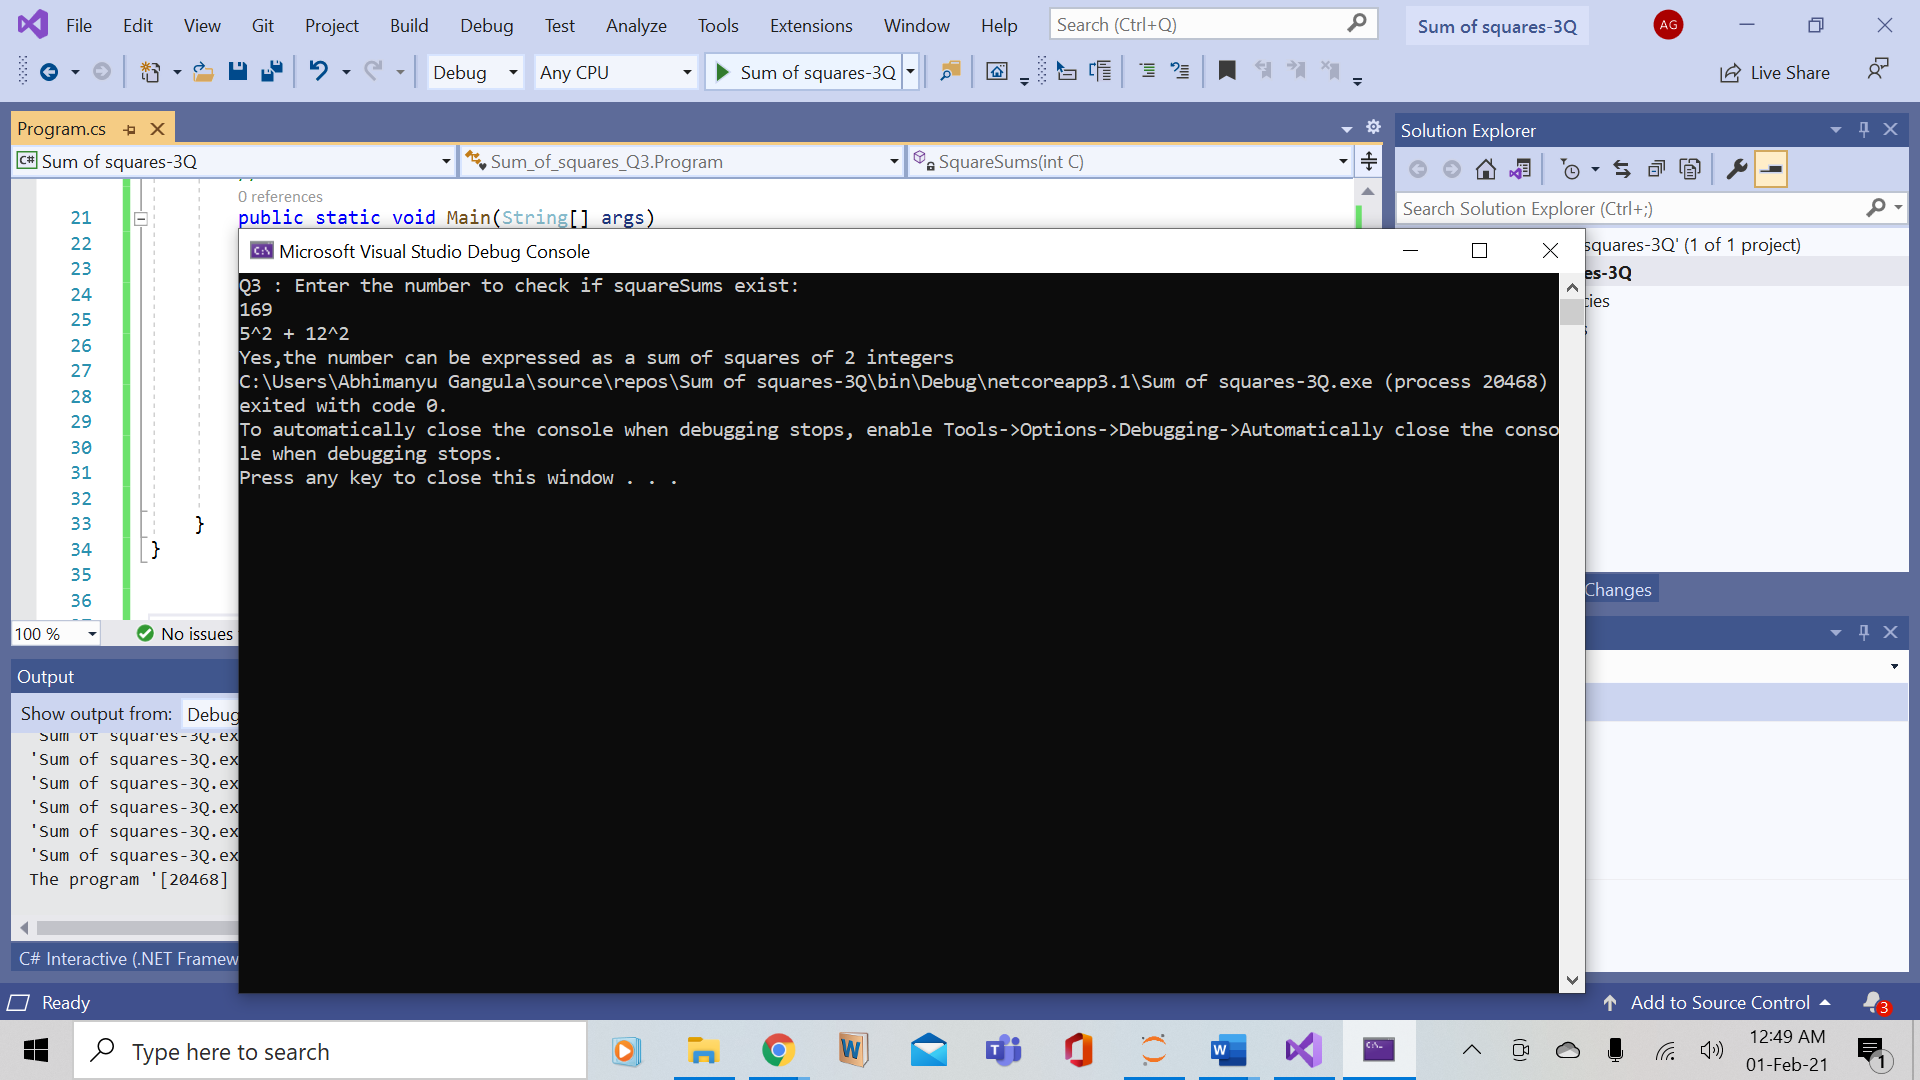 File Edit View Git Project Build Debug Test Analyze Tools Extensions Window Help Search (Ctrl+Q) Sum of squares-3Q AG
Debug Any CPU Sum of squares-3Q Live Share
Program.cs
C# Sum of squares-3Q Sum_of_squares_Q3.Program SquareSums(int C)
0 references
21 public static void Main(String[] args)
22
23
24
25
26
27
28
29
30
31
32
33 }
34 }
35
36
100 % No issues
Microsoft Visual Studio Debug Console
Q3 : Enter the number to check if squareSums exist:
169
5^2 + 12^2
Yes,the number can be expressed as a sum of squares of 2 integers
C:\Users\Abhimanyu Gangula\source\repos\Sum of squares-3Q\bin\Debug\netcoreapp3.1\Sum of squares-3Q.exe (process 20468)
exited with code 0.
To automatically close the console when debugging stops, enable Tools->Options->Debugging->Automatically close the conso
le when debugging stops.
Press any key to close this window . . .
Solution Explorer
Search Solution Explorer (Ctrl+;)
squares-3Q' (1 of 1 project)
es-3Q
cies
Changes
Output
Show output from: Debug
'Sum of squares-3Q.ex
'Sum of squares-3Q.ex
'Sum of squares-3Q.ex
'Sum of squares-3Q.ex
'Sum of squares-3Q.ex
'Sum of squares-3Q.ex
The program '[20468]
C# Interactive (.NET Framew
Ready Add to Source Control 3
Type here to search
12:49 AM
01-Feb-21
1